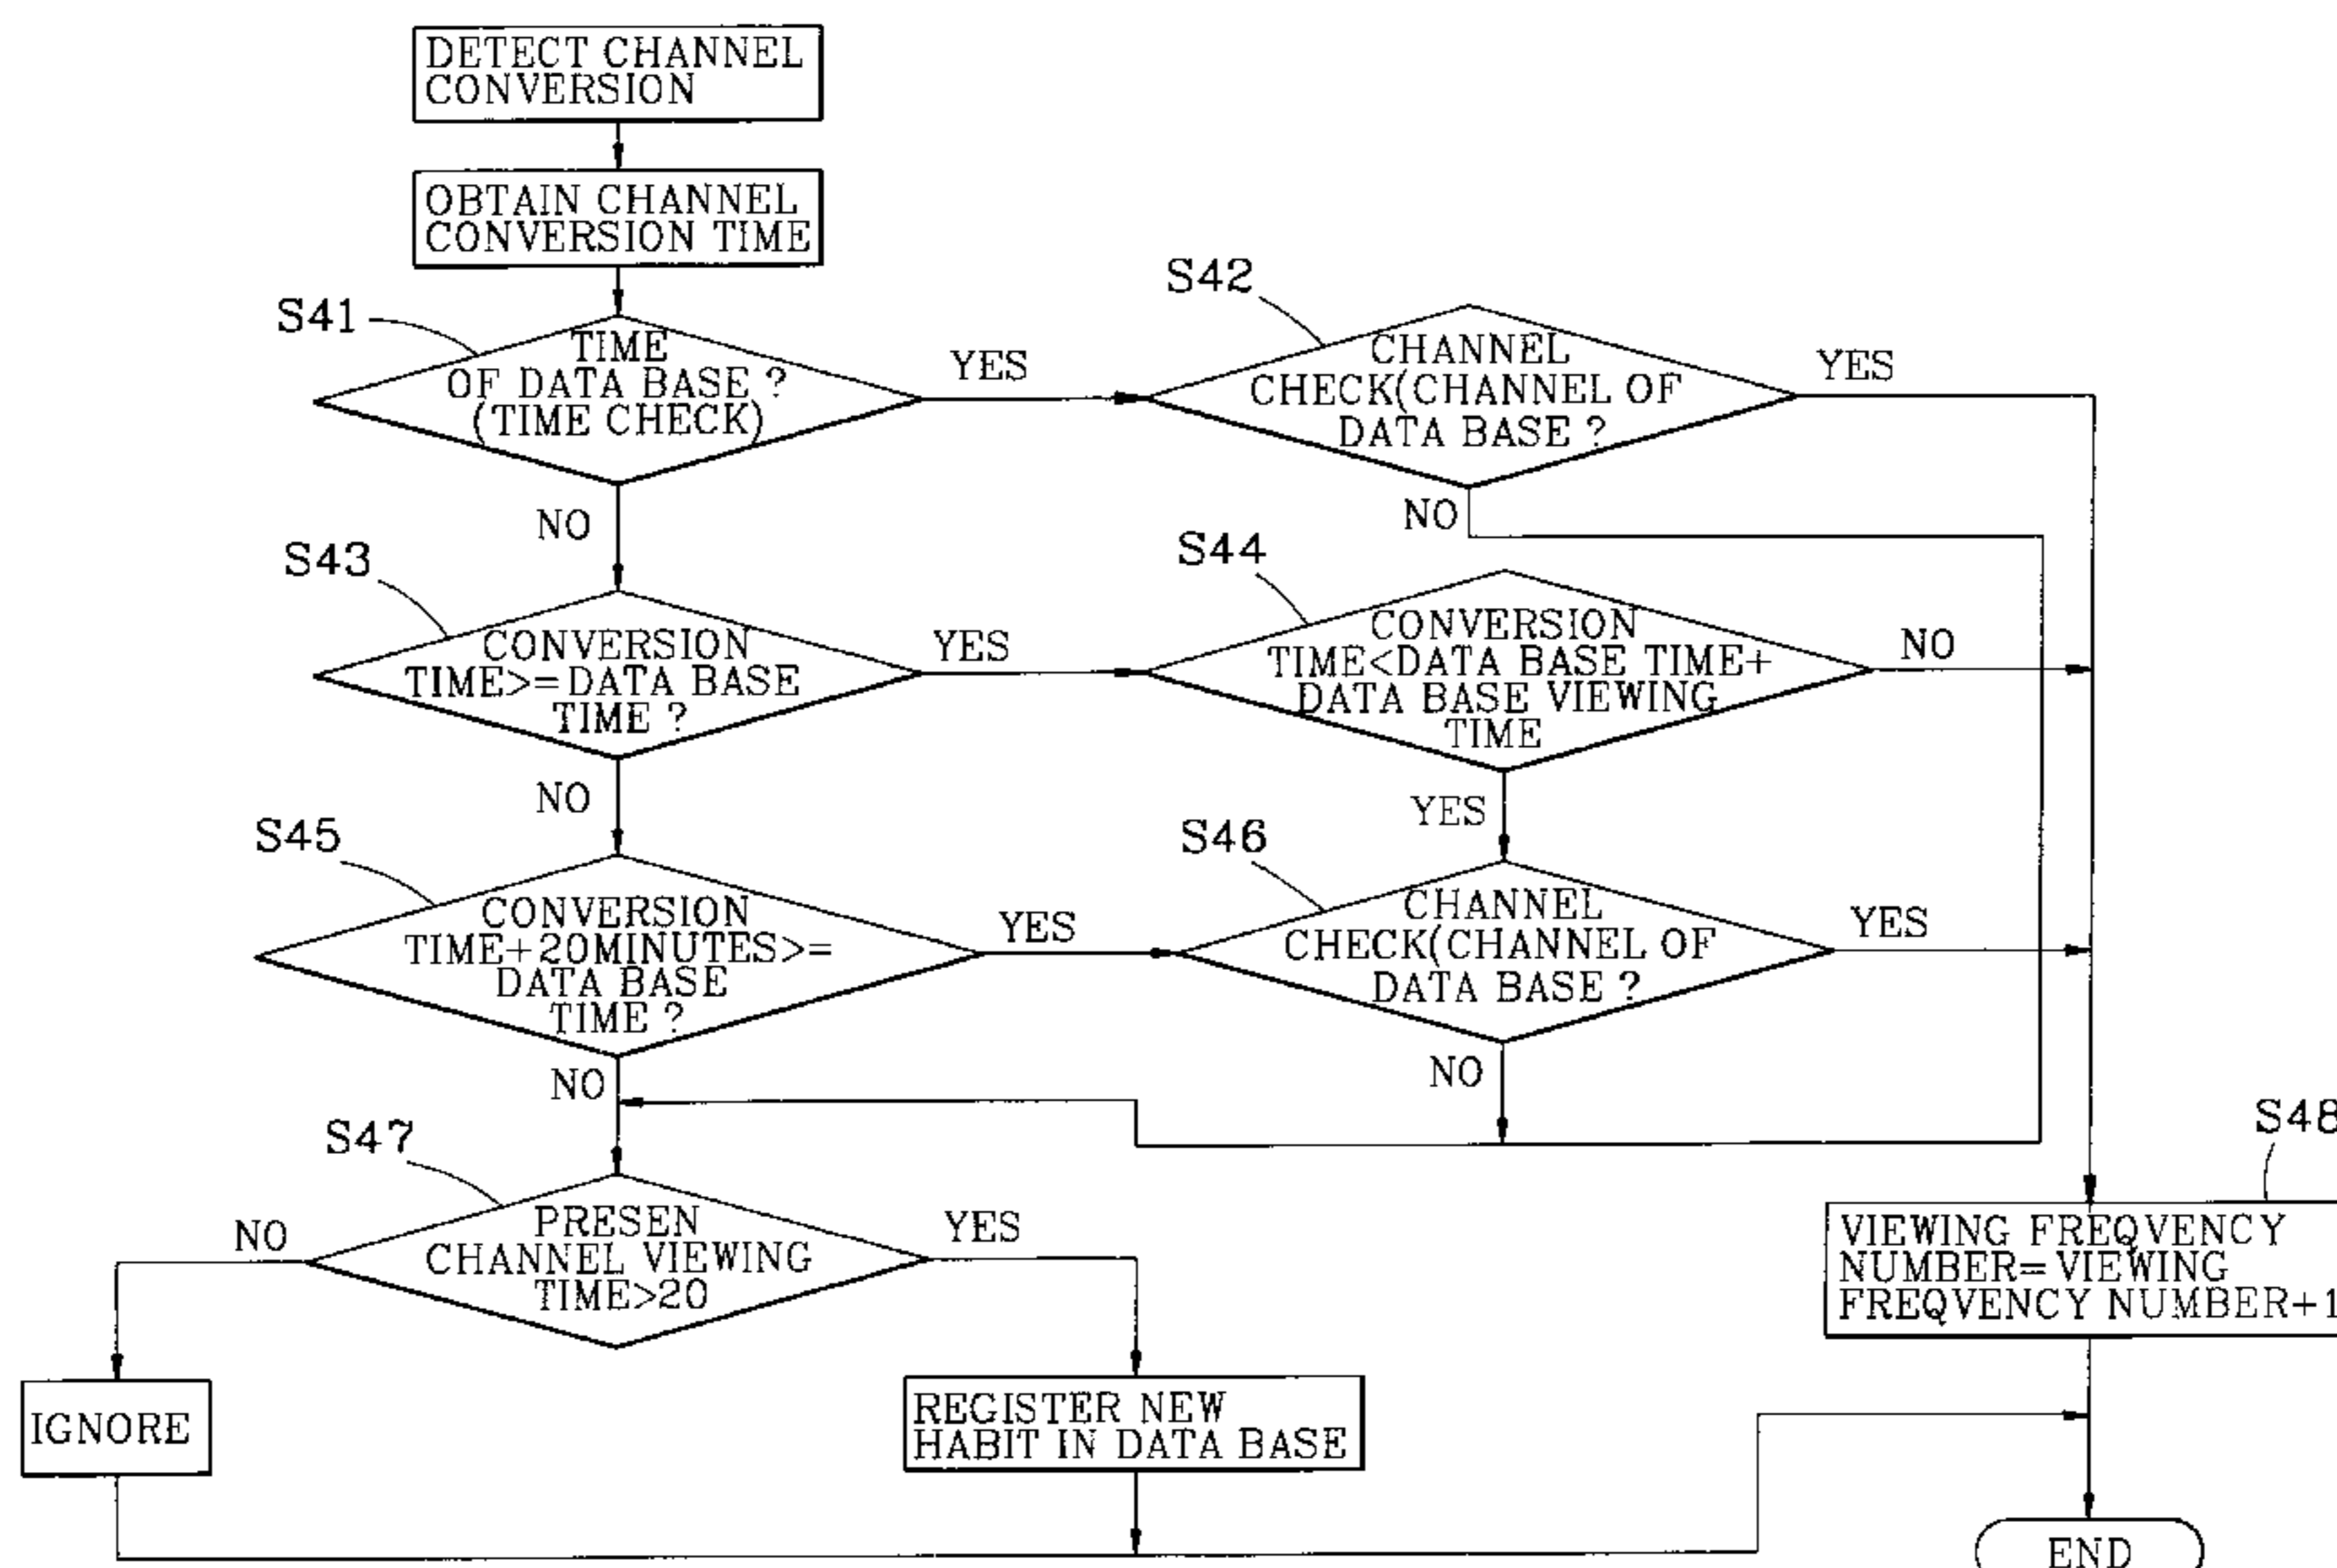 DETECT CHANNEL
CONVERSION
OBTAIN CHANNEL
CONVERSION TIME
S41
TIME
OF DATA BASE ?
(TIME CHECK)
YES
NO
S42
CHANNEL
CHECK(CHANNEL OF
DATA BASE ?
YES
NO
S43
CONVERSION
TIME>=DATA BASE
TIME ?
YES
NO
S44
CONVERSION
TIME<DATA BASE TIME+
DATA BASE VIEWING
TIME
NO
YES
S45
CONVERSION
TIME+20MINUTES>=
DATA BASE
TIME ?
YES
NO
S46
CHANNEL
CHECK(CHANNEL OF
DATA BASE ?
YES
NO
S47
PRESEN
CHANNEL VIEWING
TIME>20
NO
YES
S48
VIEWING FREQVENCY
NUMBER=VIEWING
FREQVENCY NUMBER+1
IGNORE
REGISTER NEW
HABIT IN DATA BASE
END